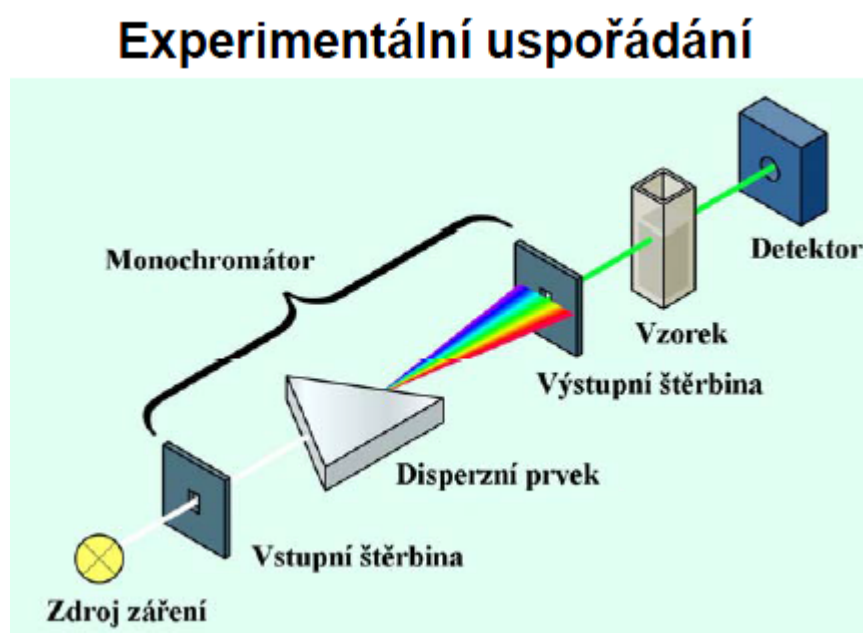 Experimentální uspořádání
Monochromátor
Detektor
Vzorek
Výstupní štěrbina
Disperzní prvek
Vstupní štěrbina
Zdroj záření